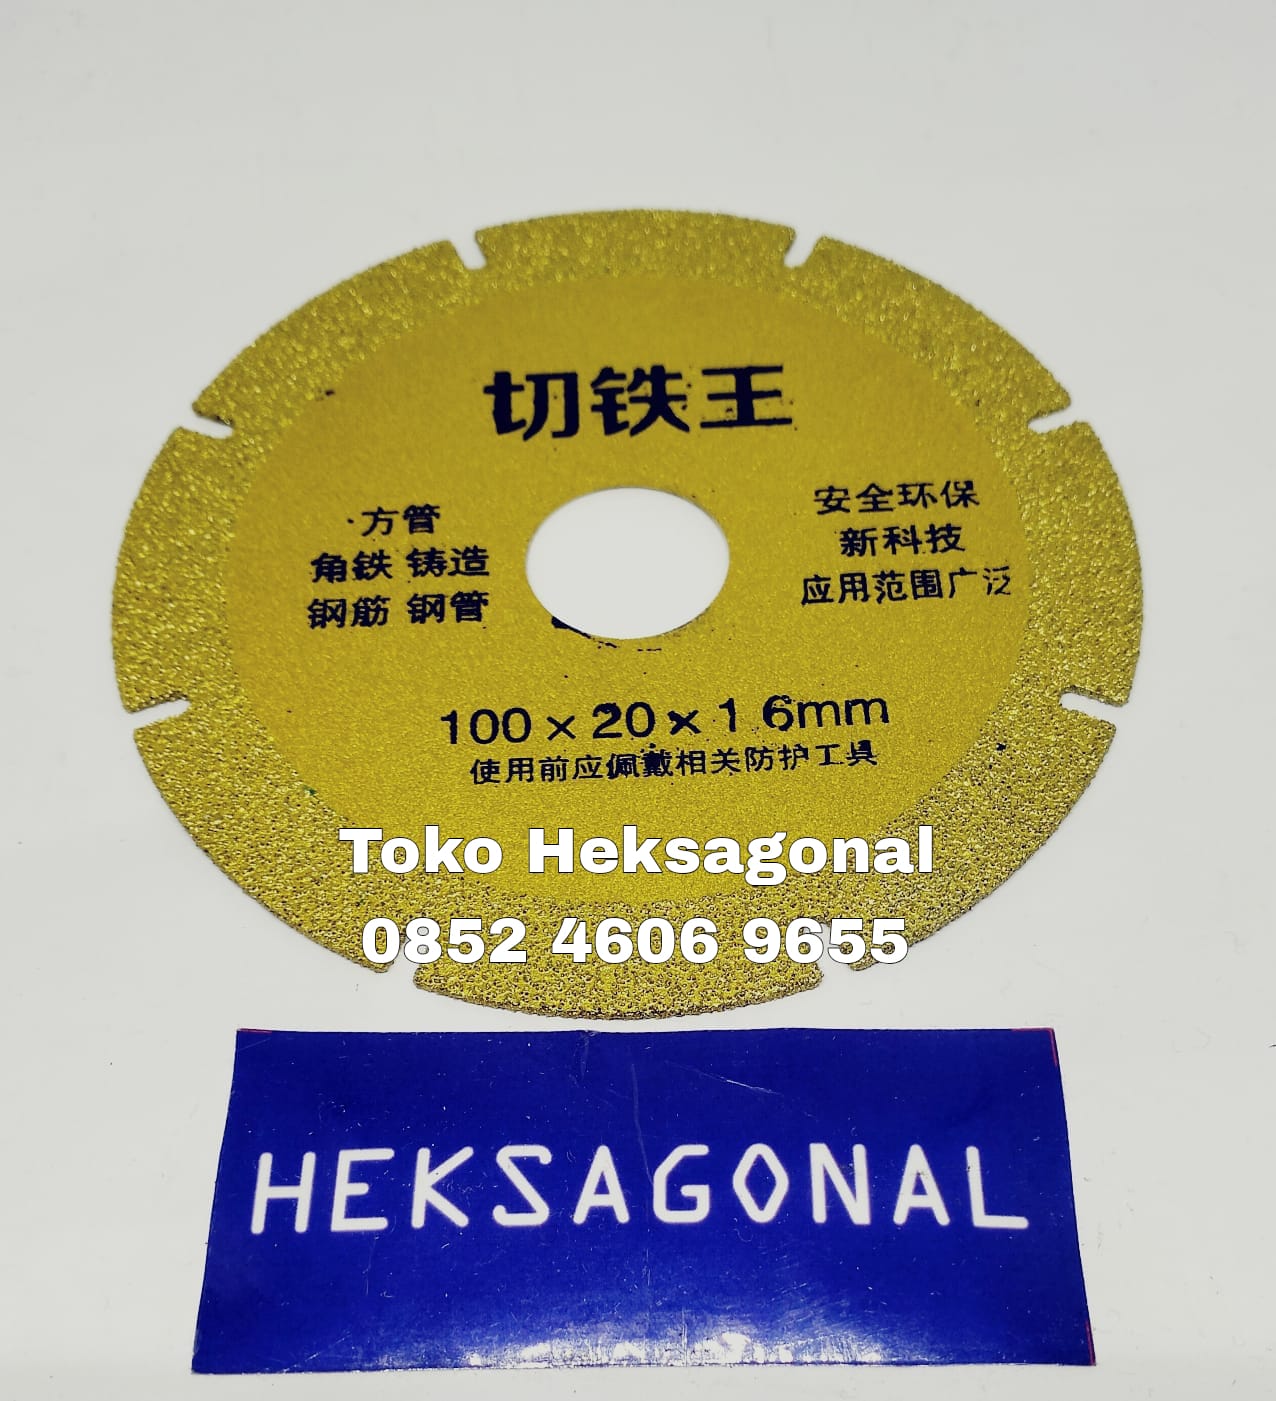 切铁王
·方管
角铁 铸造
钢筋 钢管
安全环保
新科技
应用范围广泛
100 x 20 x 1.6mm
使用前应佩戴相关防护工具
Toko Heksagonal
0852 4606 9655
HEKSAGONAL